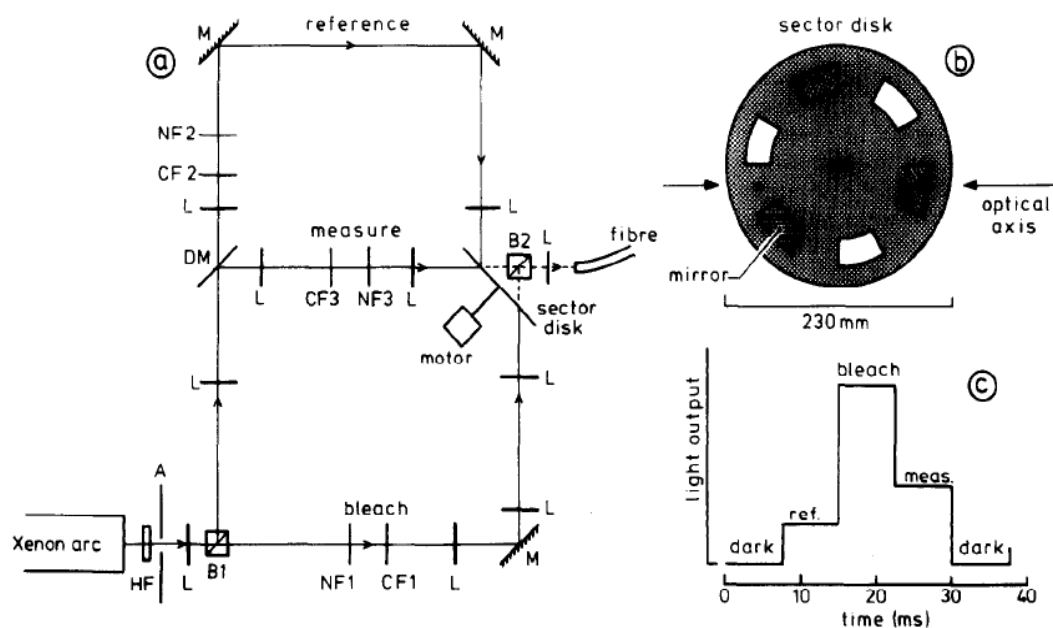 a
M
reference
M
NF2
CF2
L
L
DM
measure
B2
L
fibre
L
CF3
NF3
L
sector
disk
motor
L
L
A
bleach
L
Xenon arc
HF
L
B1
NF1
CF1
L
M
sector disk
b
optical
axis
mirror
230mm
c
light output
bleach
meas.
ref.
dark
dark
0
10
20
30
40
time (ms)